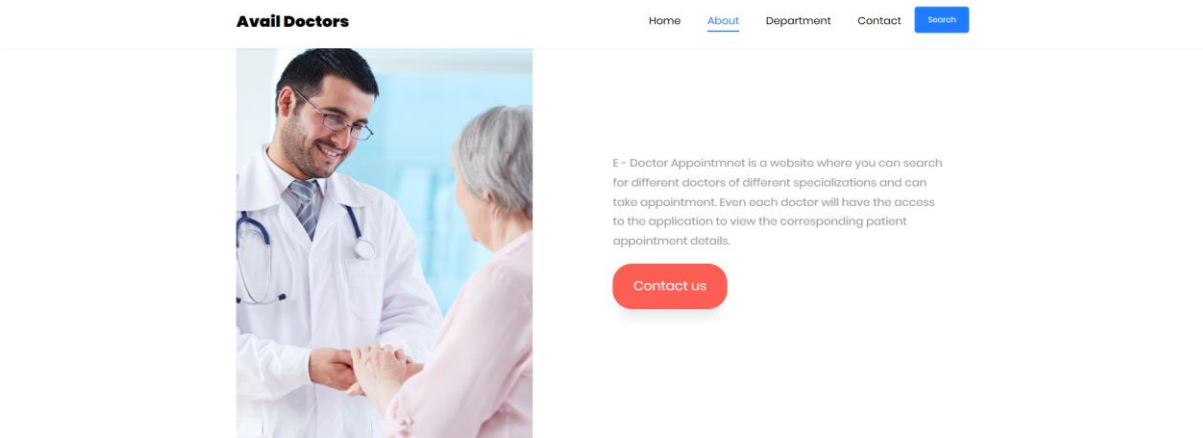 Avail Doctors
Home About Department Contact Search
E - Doctor Appointmnet is a website where you can search
for different doctors of different specializations and can
take appointment. Even each doctor will have the access
to the application to view the corresponding patient
appointment details.
Contact us